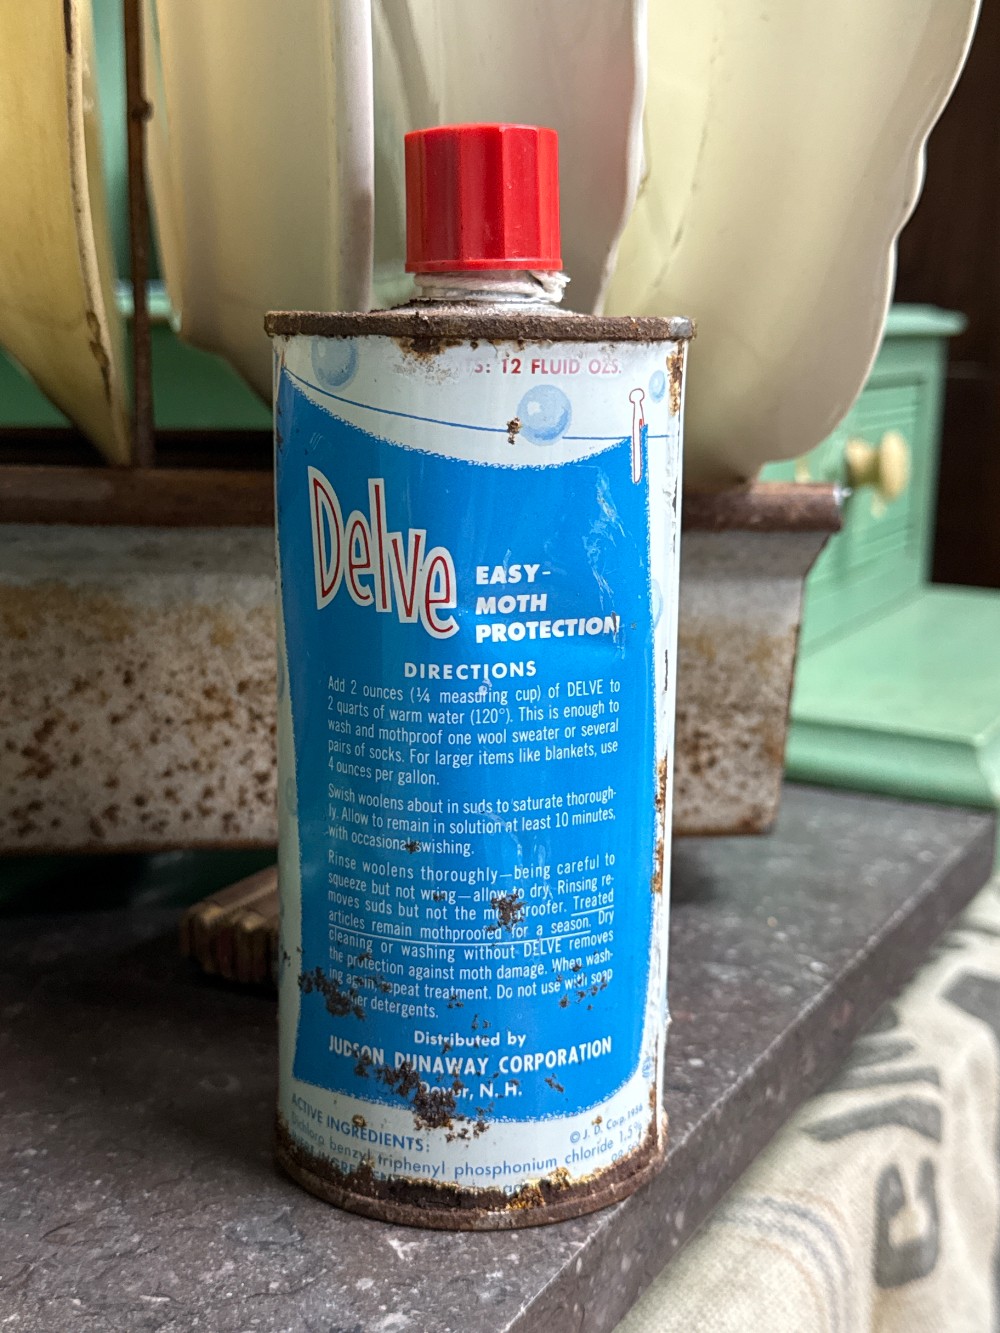 S: 12 FLUID OZS.
Delve
EASY-
MOTH
PROTECTION
DIRECTIONS
Add 2 ounces (¼ measuring cup) of DELVE to
2 quarts of warm water (120°). This is enough to
wash and mothproof one wool sweater or several
pairs of socks. For larger items like blankets, use
4 ounces per gallon.
Swish woolens about in suds to saturate thorough-
ly. Allow to remain in solution at least 10 minutes,
with occasional swishing.
Rinse woolens thoroughly—being careful to
squeeze but not wring—allow to dry. Rinsing re-
moves suds but not the mothproofer. Treated
articles remain mothproofed for a season. Dry
cleaning or washing without DELVE removes
the protection against moth damage. When wash-
ing again, repeat treatment. Do not use with soap
detergents.
Distributed by
JUDSON DUNAWAY CORPORATION
Dover, N. H.
© J. D. Corp. 1956
ACTIVE INGREDIENTS:
Dichloro benzyl triphenyl phosphonium chloride 1.5%